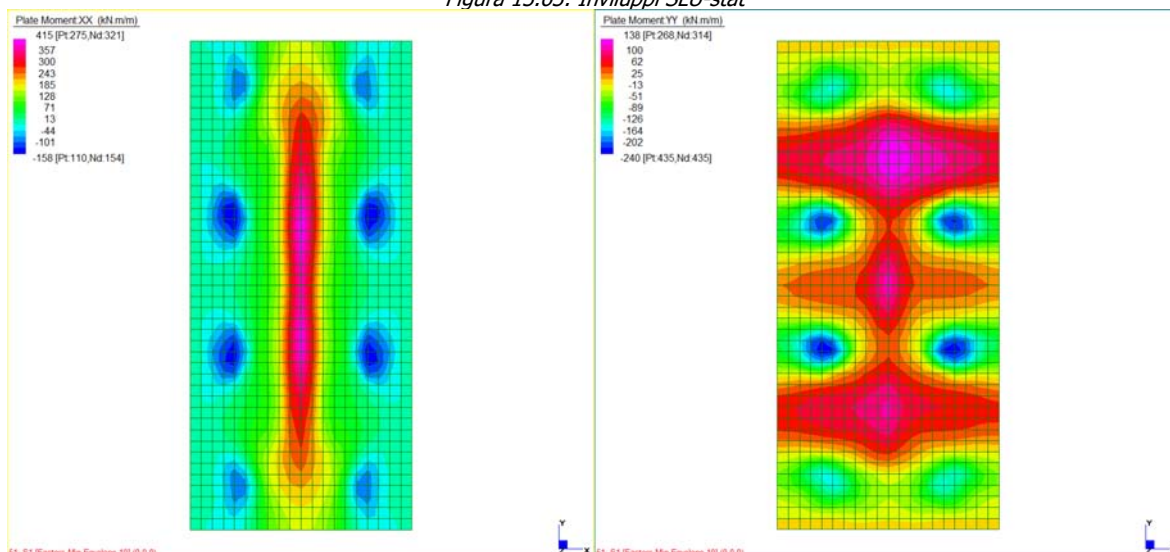 Figura 15.05: Inviluppi SLU-stat
Plate Moment:XX (kN.m/m)
415 [Pt:275,Nd:321]
357
300
243
185
128
71
13
-44
-101
-158 [Pt:110,Nd:154]
Y
X
Plate Moment:YY (kN.m/m)
138 [Pt:268,Nd:314]
100
62
25
-13
-51
-89
-126
-164
-202
-240 [Pt:435,Nd:435]
Y